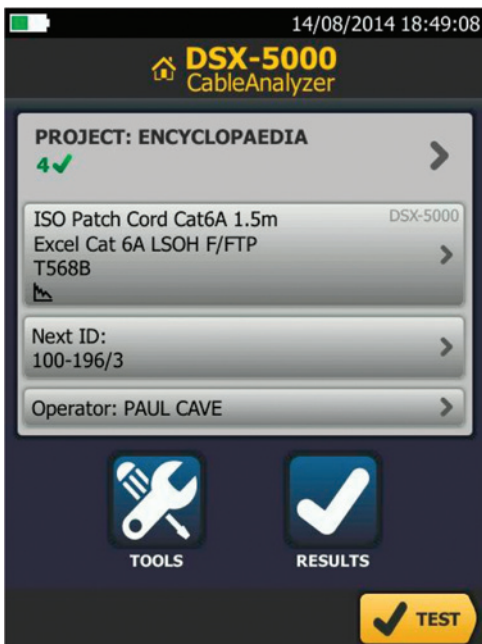 14/08/2014 18:49:08
DSX-5000
CableAnalyzer
PROJECT: ENCYCLOPAEDIA
4
ISO Patch Cord Cat6A 1.5m
DSX-5000
Excel Cat 6A LSOH F/FTP
T568B
Next ID:
100-196/3
Operator: PAUL CAVE
TOOLS
RESULTS
TEST